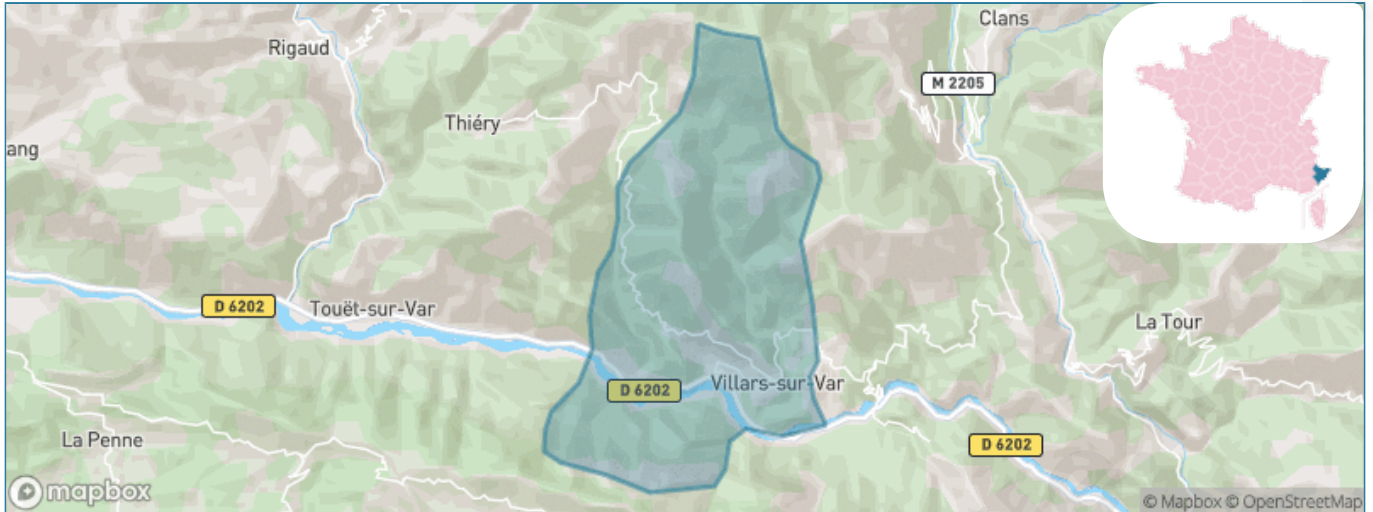 Clans
Rigaud
M 2205
Thiéry
ang
D 6202
Touët-sur-Var
La Tour
D 6202
Villars-sur-Var
La Penne
D 6202
mapbox
© Mapbox © OpenStreetMap